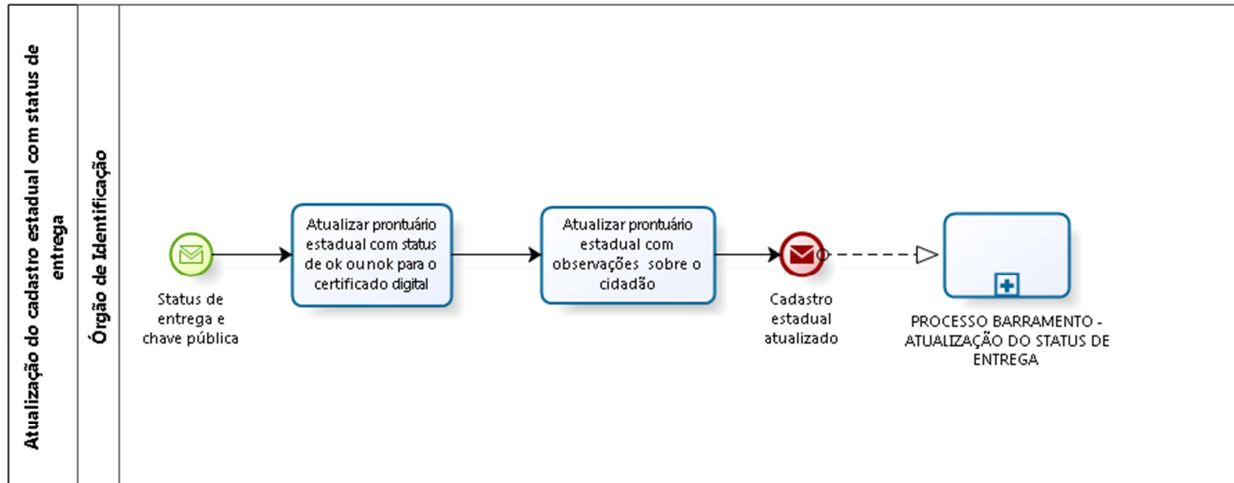 Atualização do cadastro estadual com status de
entrega
Órgão de Identificação
Status de
entrega e
chave pública
Atualizar prontuário
estadual com status
de ok ou nok para o
certificado digital
Atualizar prontuário
estadual com
observações sobre o
cidadão
Cadastro
estadual
atualizado
PROCESSO BARRAMENTO -
ATUALIZAÇÃO DO STATUS DE
ENTREGA